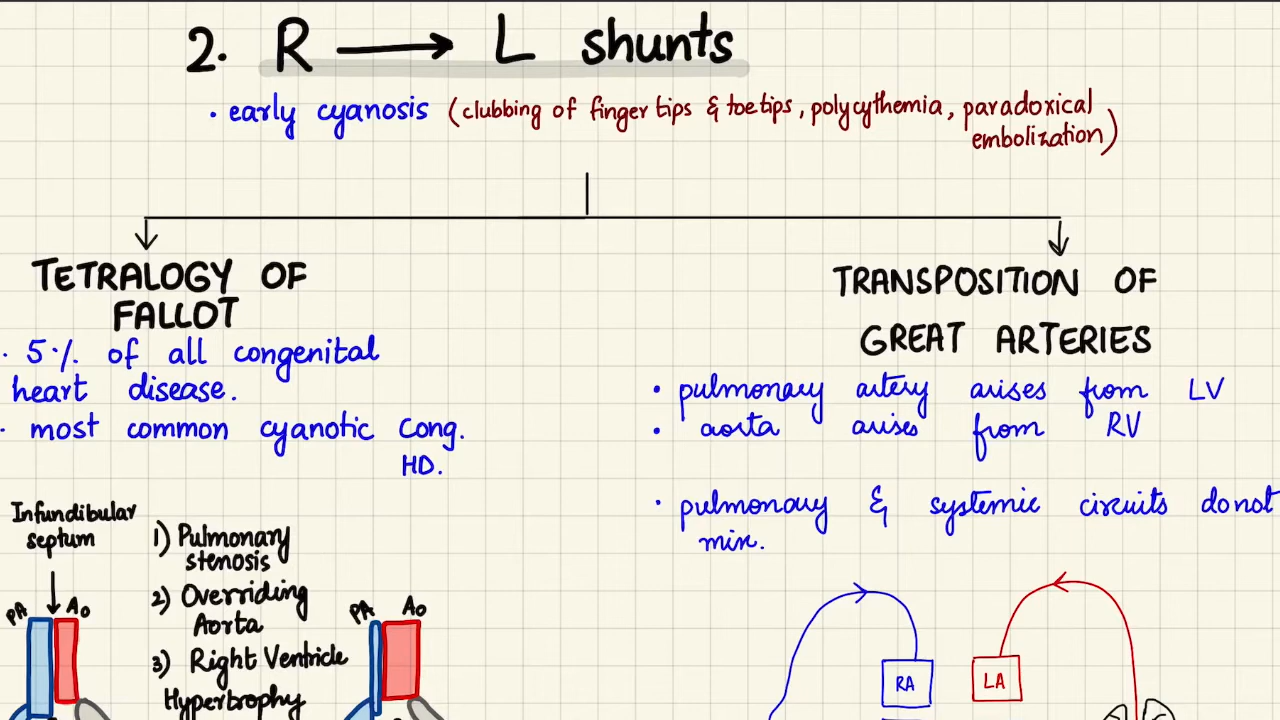 2. R → L shunts
· early cyanosis (clubbing of finger tips & toe tips, polycythemia, paradoxical
embolization)
TETRALOGY OF
FALLOT
· 5% of all congenital
heart disease.
· most common cyanotic Cong.
HD.
Infundibular
septum
PA Ao
1) Pulmonary
stenosis
2) Overriding
Aorta
3) Right Ventricle
Hypertrophy
PA Ao
TRANSPOSITION OF
GREAT ARTERIES
· pulmonary artery arises from LV
· aorta arises from RV
· pulmonary & systemic circuits donot
mix.
RA
LA